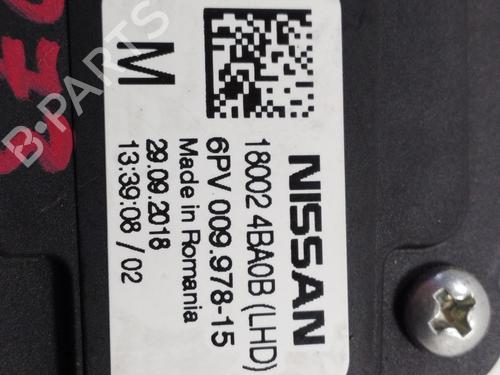 NISSAN
18002 4BA0B (LHD)
6PV 009.978-15
Made in Romania
29.09.2018
13:39:08 / 02
M
B-PARTS